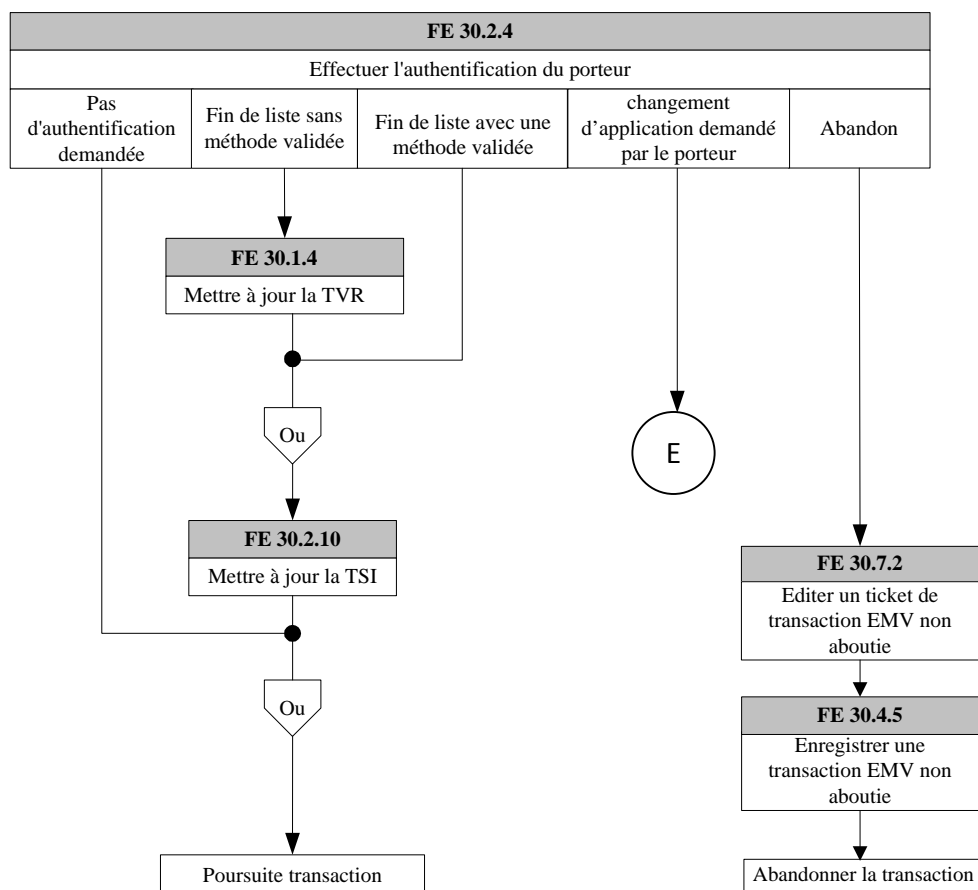 FE 30.2.4
Effectuer l'authentification du porteur
Pas
d'authentification
demandée
Fin de liste sans
méthode validée
Fin de liste avec une
méthode validée
changement
d’application demandé
par le porteur
Abandon
FE 30.1.4
Mettre à jour la TVR
Ou
E
FE 30.2.10
Mettre à jour la TSI
FE 30.7.2
Editer un ticket de
transaction EMV non
aboutie
Ou
FE 30.4.5
Enregistrer une
transaction EMV non
aboutie
Poursuite transaction
Abandonner la transaction